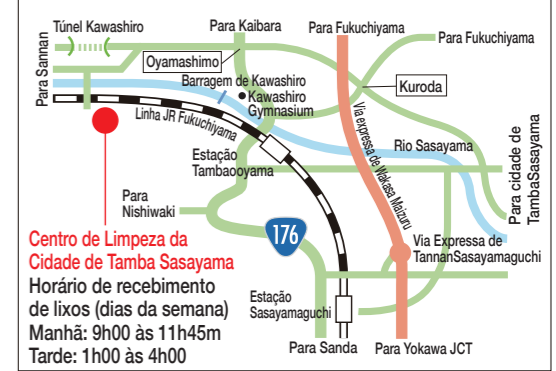 Túnel Kawashiro
Para Kaibara
Para Fukuchiyama
Para Fukuchiyama
Para Sannan
Oyamashimo
Barragem de Kawashiro
Kawashiro
Gymnasium
Kuroda
Linha JR Fukuchiyama
Via expressa de Wakasa Maizuru
Rio Sasayama
Estação
Tambaooyama
Para cidade de
TambaSasayama
Para
Nishiwaki
176
Centro de Limpeza da
Cidade de Tamba Sasayama
Via Expressa de
TannanSasayamaguchi
Horário de recebimento
de lixos (dias da semana)
Manhã: 9h00 às 11h45m
Tarde: 1h00 às 4h00
Estação
Sasayamaguchi
Para Sanda
Para Yokawa JCT